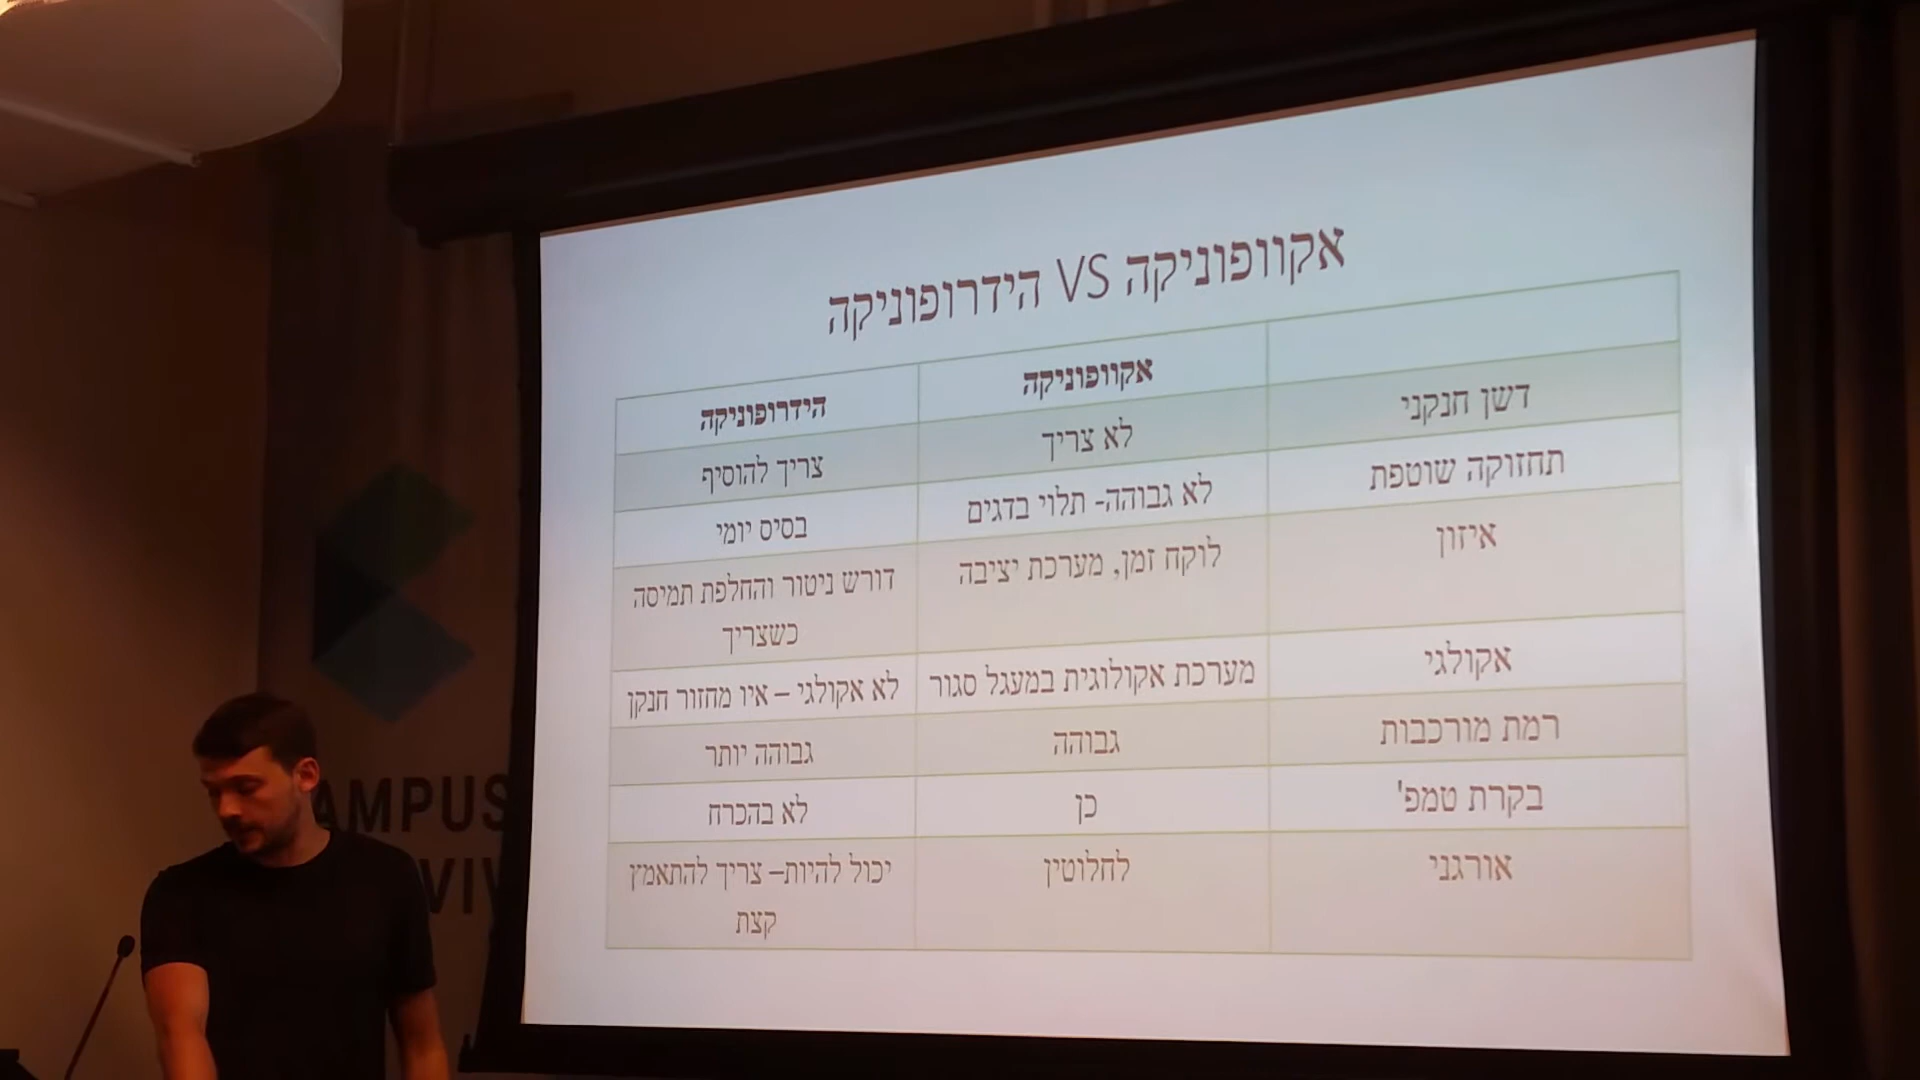 אקוופוניקה VS הידרופוניקה
אקוופוניקה הידרופוניקה
דשן חנקני לא צריך צריך להוסיף
תחזוקה שוטפת לא גבוהה- תלוי בדגים בסיס יומי
איזון לוקח זמן, מערכת יציבה דורש ניטור והחלפת תמיסה
כשצריך
אקולגי מערכת אקולוגית במעגל סגור לא אקולגי – איו מחזור חנקן
רמת מורכבות גבוהה גבוהה יותר
בקרת טמפ' כן לא בהכרח
אורגני לחלוטין יכול להיות– צריך להתאמץ
קצת
AMPUS
VIV